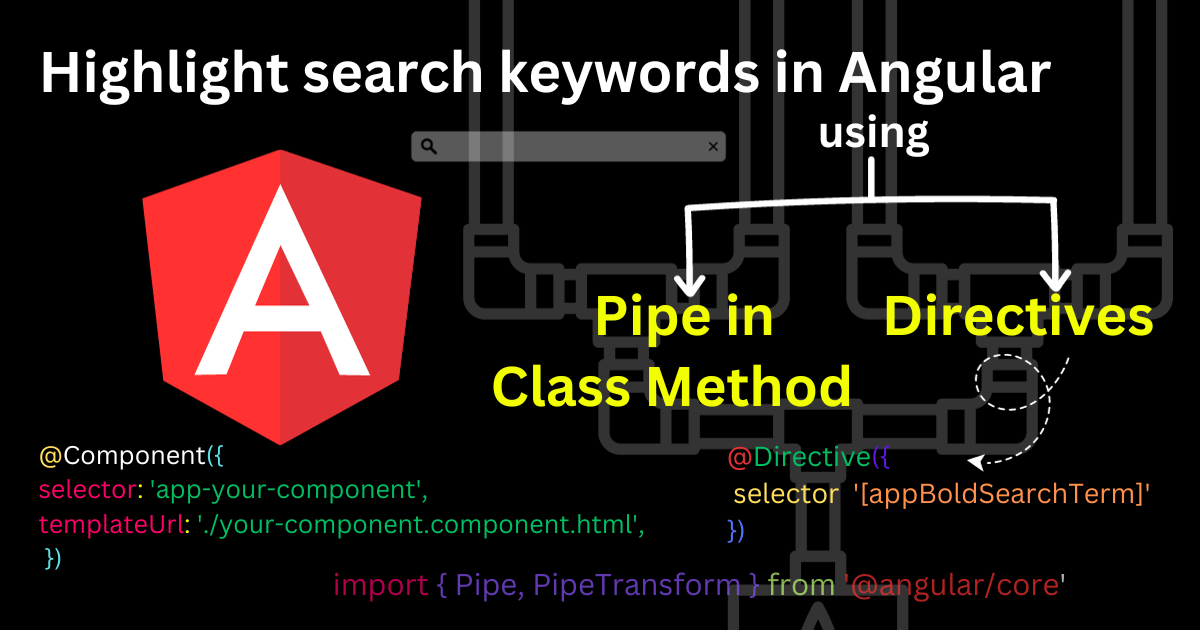 Highlight search keywords in Angular
using
Pipe in
Class Method
Directives
@Component({
selector: 'app-your-component',
templateUrl: './your-component.component.html',
})
@Directive({
selector '[appBoldSearchTerm]'
})
import { Pipe, PipeTransform } from '@angular/core'